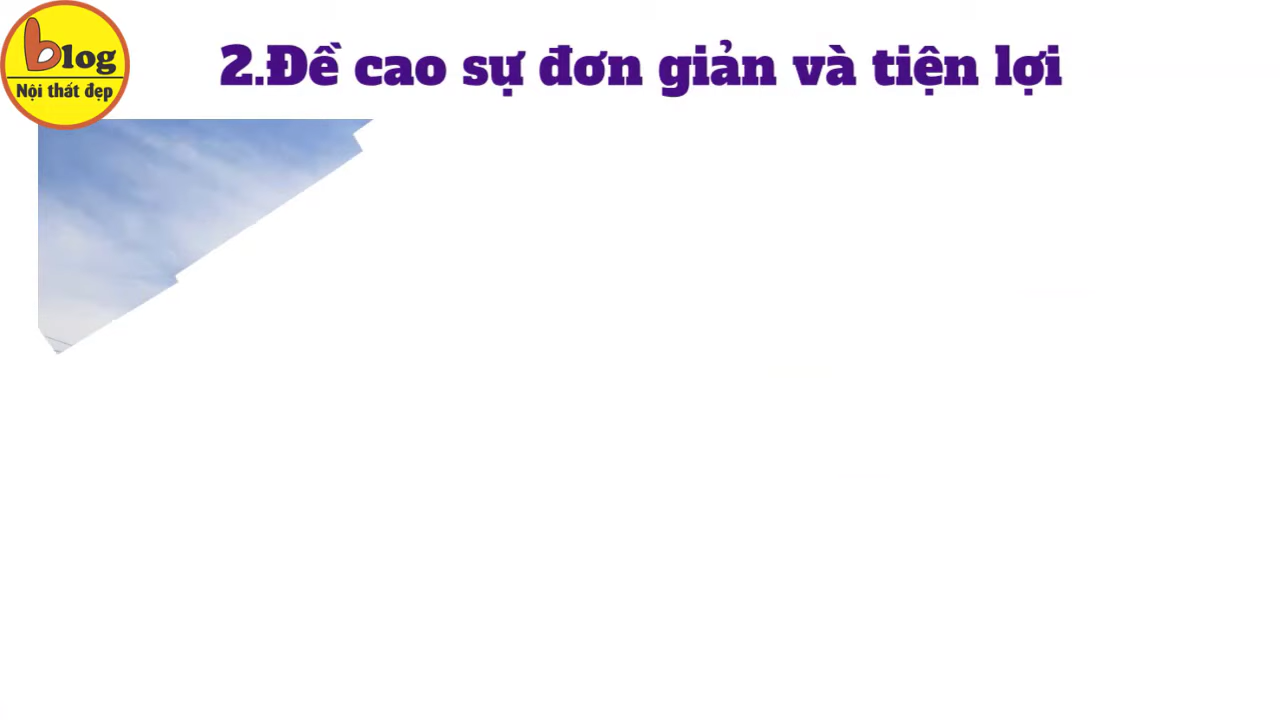 blog
Nội thất đẹp
2.Đề cao sự đơn giản và tiện lợi